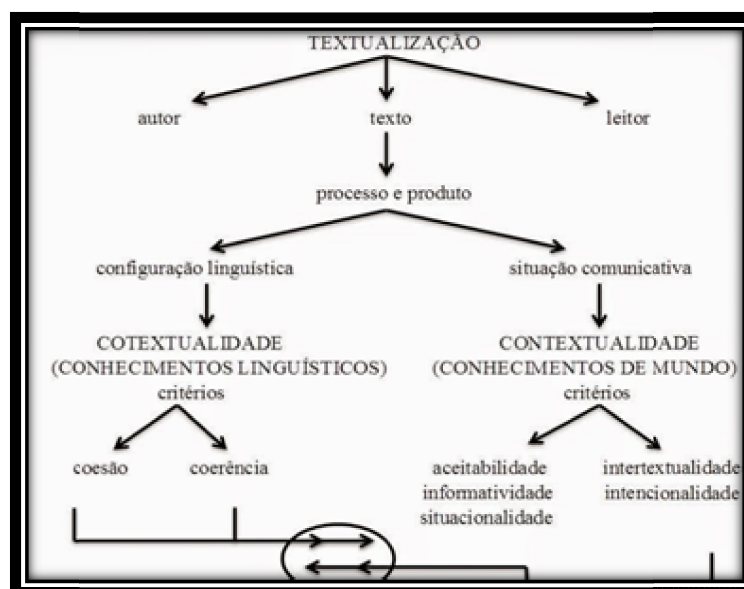 TEXTUALIZAÇÃO
autor texto leitor
processo e produto
configuração linguística situação comunicativa
COTEXTUALIDADE CONTEXTUALIDADE
(CONHECIMENTOS LINGUÍSTICOS) (CONHECIMENTOS DE MUNDO)
critérios critérios
coesão coerência aceitabilidade intertextualidade
informatividade intencionalidade
situacionalidade